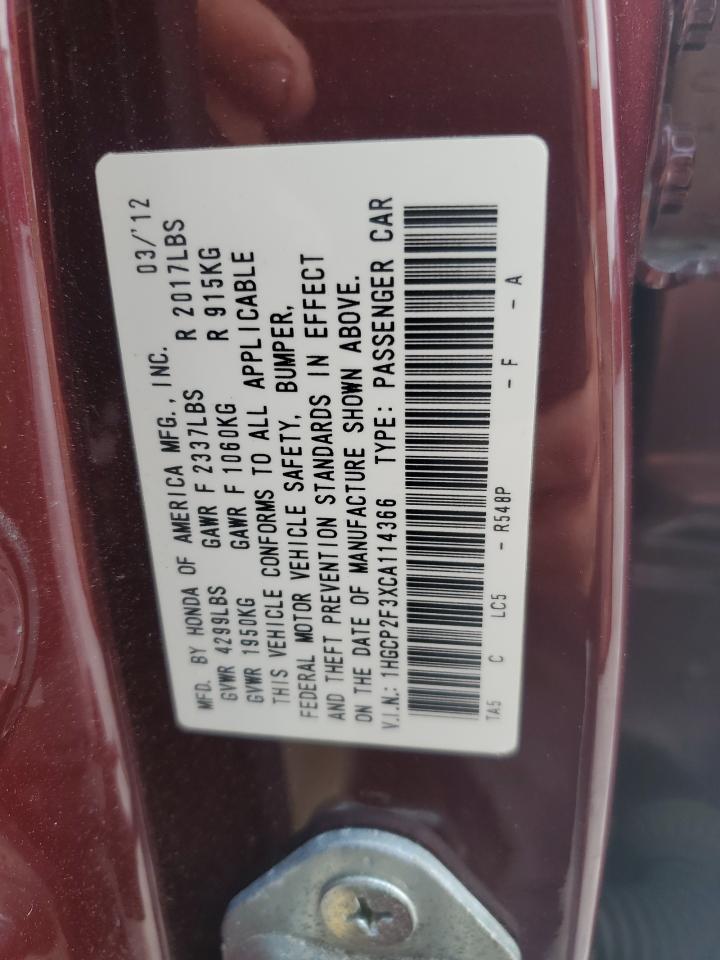 MFD. BY HONDA OF AMERICA MFG., INC. 03/'12
GVWR 4299LBS GAWR F 2337LBS R 2017LBS
GVWR 1950KG GAWR F 1060KG R 915KG
THIS VEHICLE CONFORMS TO ALL APPLICABLE
FEDERAL MOTOR VEHICLE SAFETY, BUMPER,
AND THEFT PREVENTION STANDARDS IN EFFECT
ON THE DATE OF MANUFACTURE SHOWN ABOVE.
V.I.N.: 1HGCP2F3XCA114366 TYPE: PASSENGER CAR
TA5 C LC5 - R548P - F - A